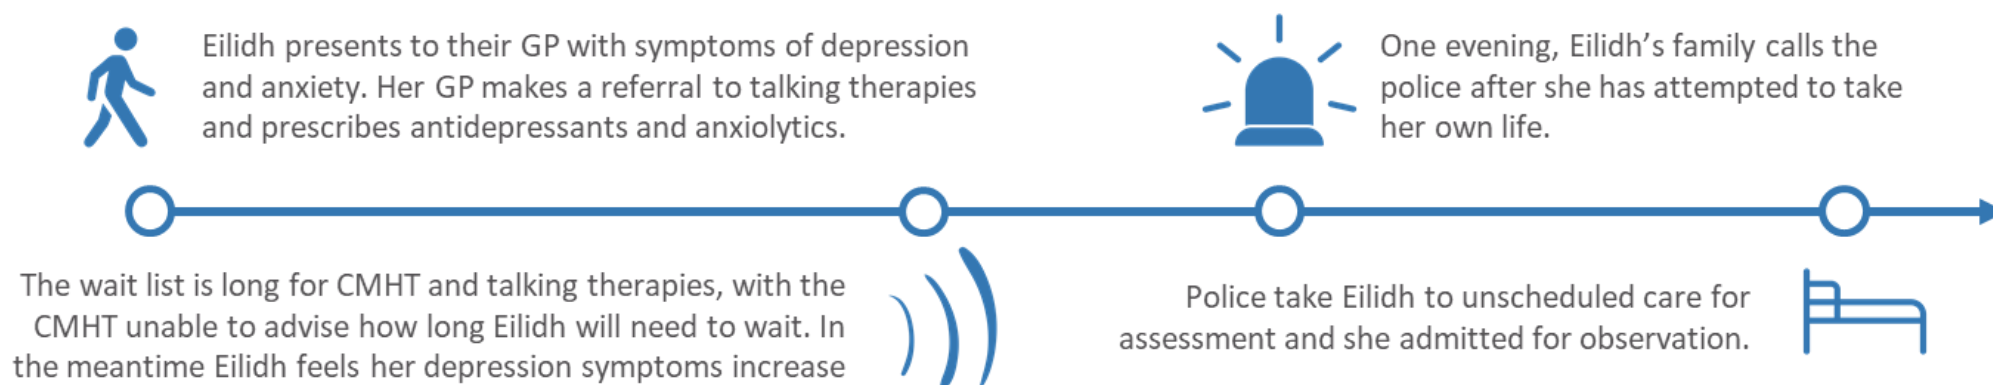 Eilidh presents to their GP with symptoms of depression
and anxiety. Her GP makes a referral to talking therapies
and prescribes antidepressants and anxiolytics.
The wait list is long for CMHT and talking therapies, with the
CMHT unable to advise how long Eilidh will need to wait. In
the meantime Eilidh feels her depression symptoms increase
One evening, Eilidh’s family calls the
police after she has attempted to take
her own life.
Police take Eilidh to unscheduled care for
assessment and she admitted for observation.